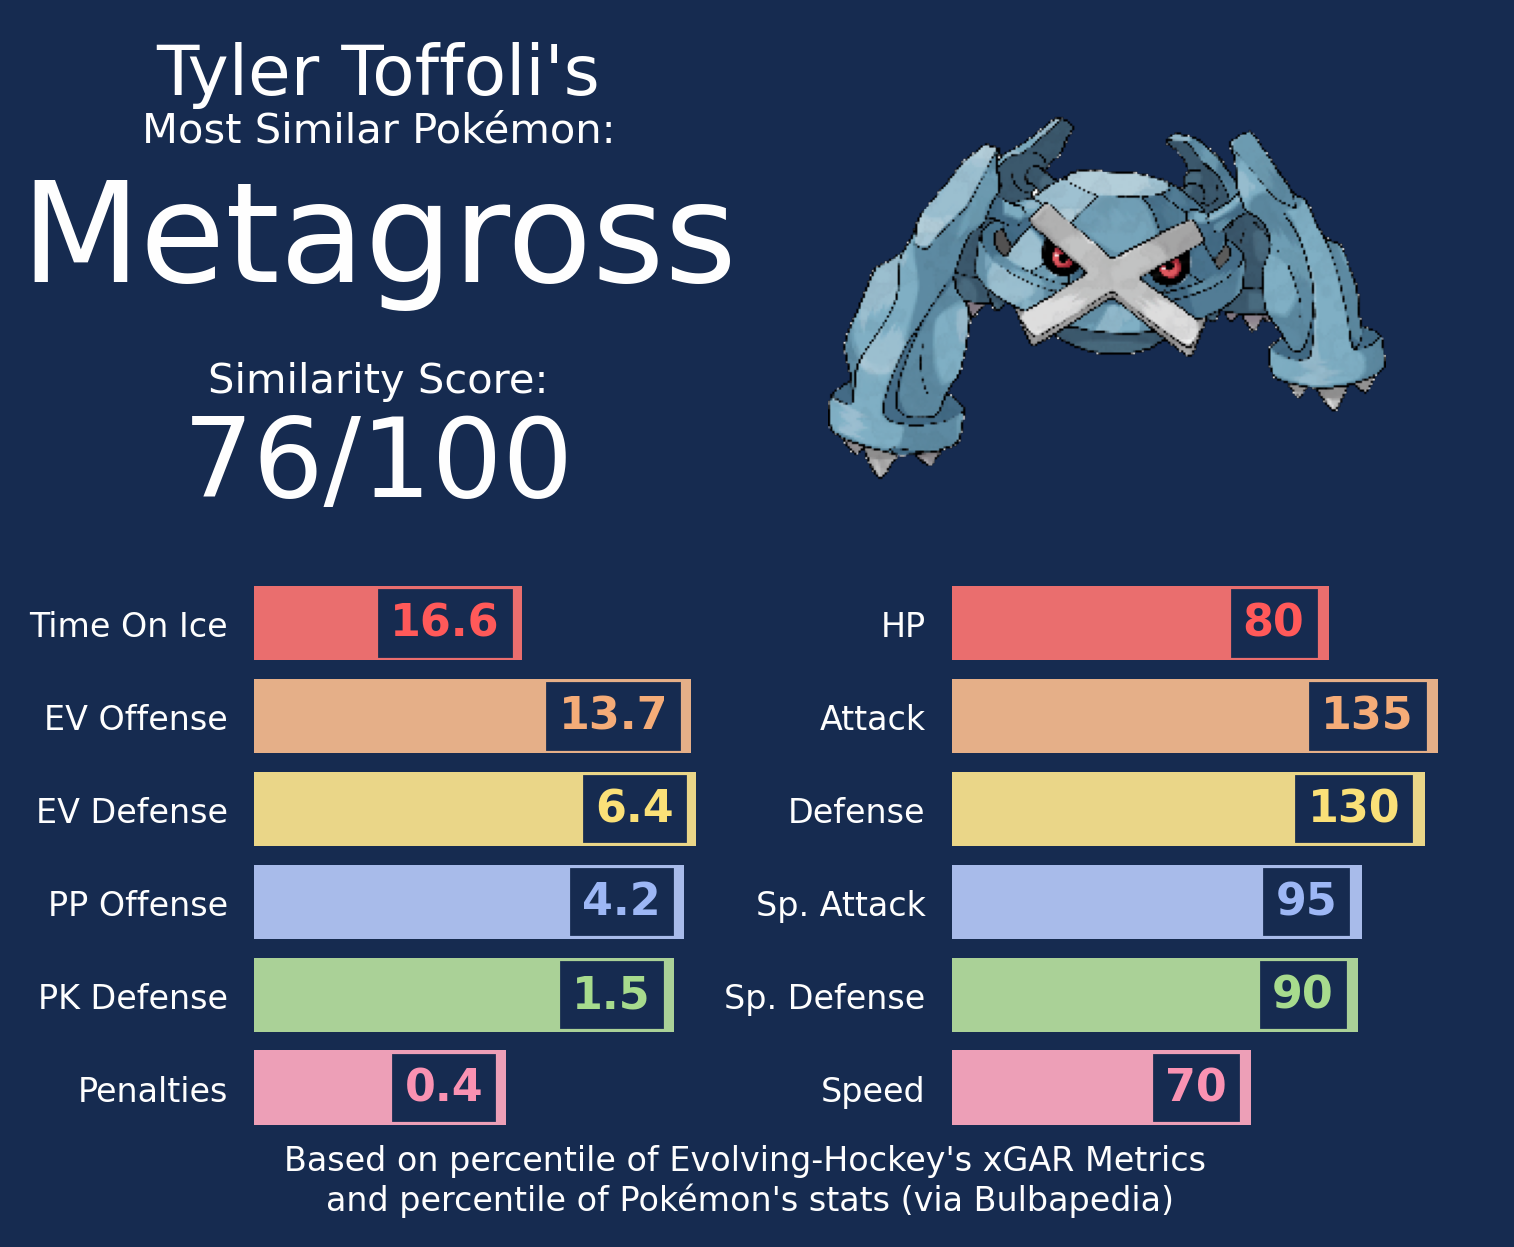 Tyler Toffoli's
Most Similar Pokémon:
Metagross
Similarity Score:
76/100
Time On Ice 16.6
EV Offense 13.7
EV Defense 6.4
PP Offense 4.2
PK Defense 1.5
Penalties 0.4
HP 80
Attack 135
Defense 130
Sp. Attack 95
Sp. Defense 90
Speed 70
Based on percentile of Evolving-Hockey's xGAR Metrics
and percentile of Pokémon's stats (via Bulbapedia)